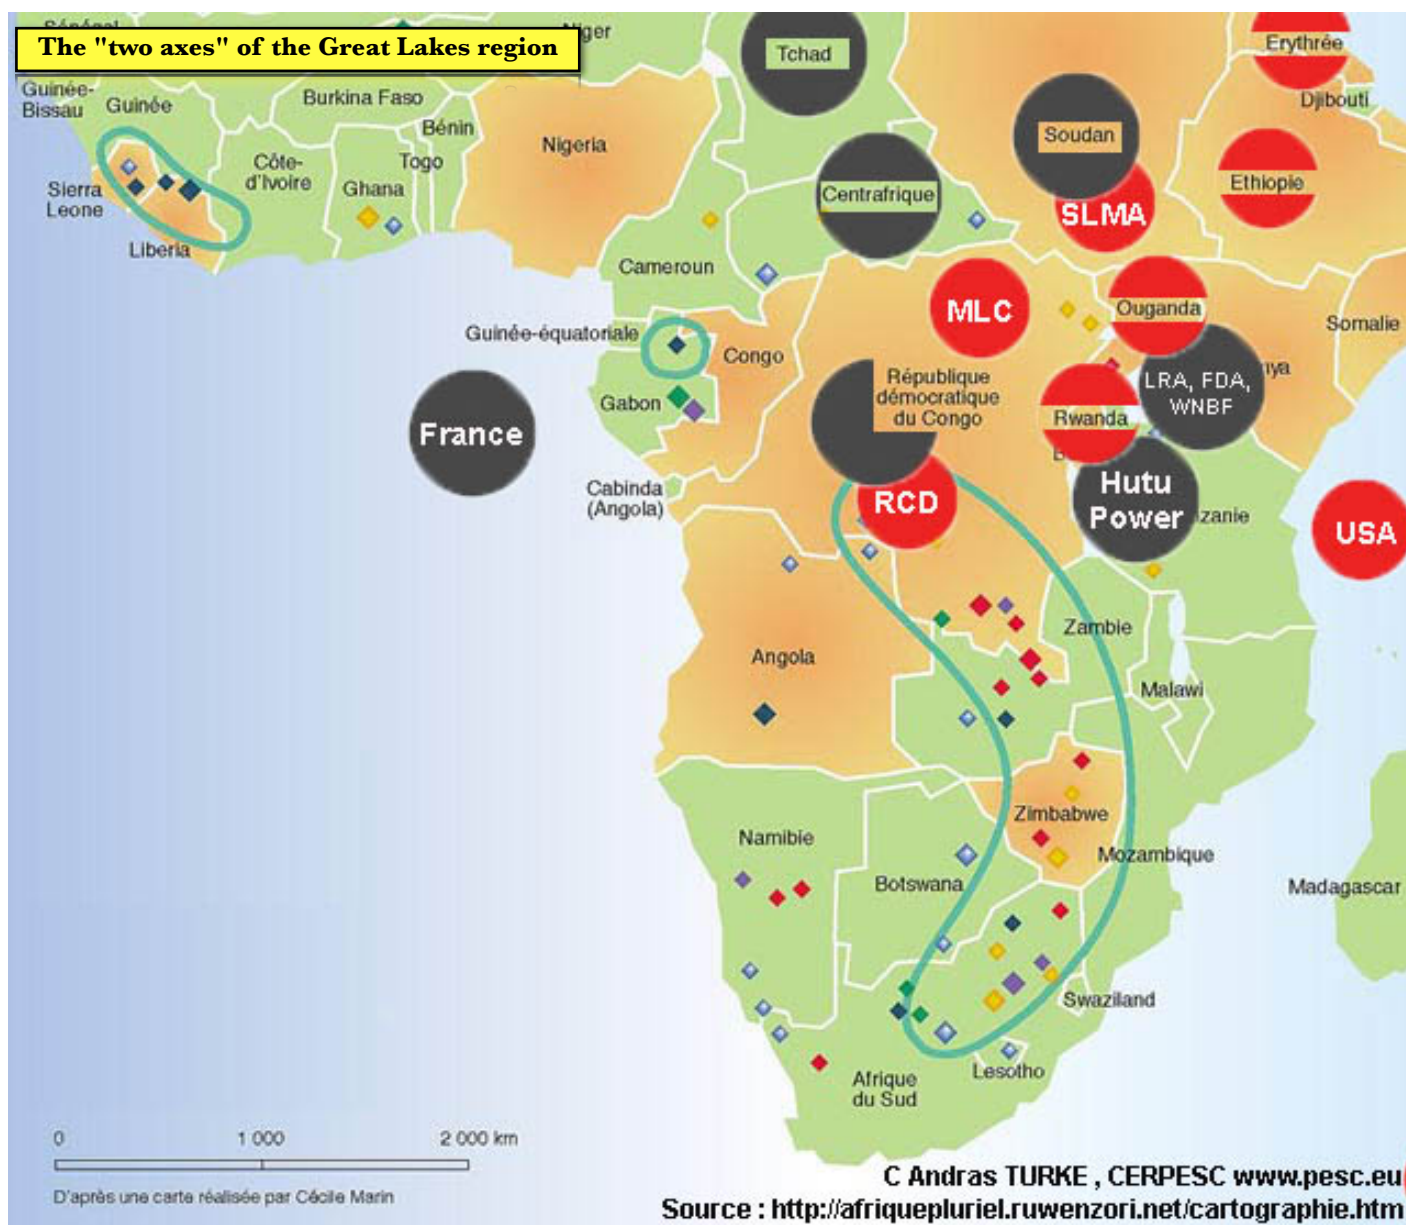 The "two axes" of the Great Lakes region
Tchad
Erythrée
Guinée-
Bissau
Guinée
Burkina Faso
Djibouti
Bénin
Nigeria
Soudan
Côte-
d'Ivoire
Togo
Ghana
Sierra
Leone
Centrafrique
Ethiopie
SLMA
Liberia
Cameroun
MLC
Ouganda
Somalie
Guinée-équatoriale
Congo
République
démocratique
du Congo
LRA, FDA,
WNBF
nya
Gabon
Rwanda
France
Cabinda
(Angola)
RCD
Hutu
Power
zanie
USA
Zambie
Angola
Malawi
Zimbabwe
Namibie
Mozambique
Botswana
Madagascar
Swaziland
Lesotho
Afrique
du Sud
0 1 000 2 000 km
D'après une carte réalisée par Cécile Marin
C Andras TURKE , CERPESC www.pesc.eu
Source : http://afriquepluriel.ruwenzori.net/cartographie.htm